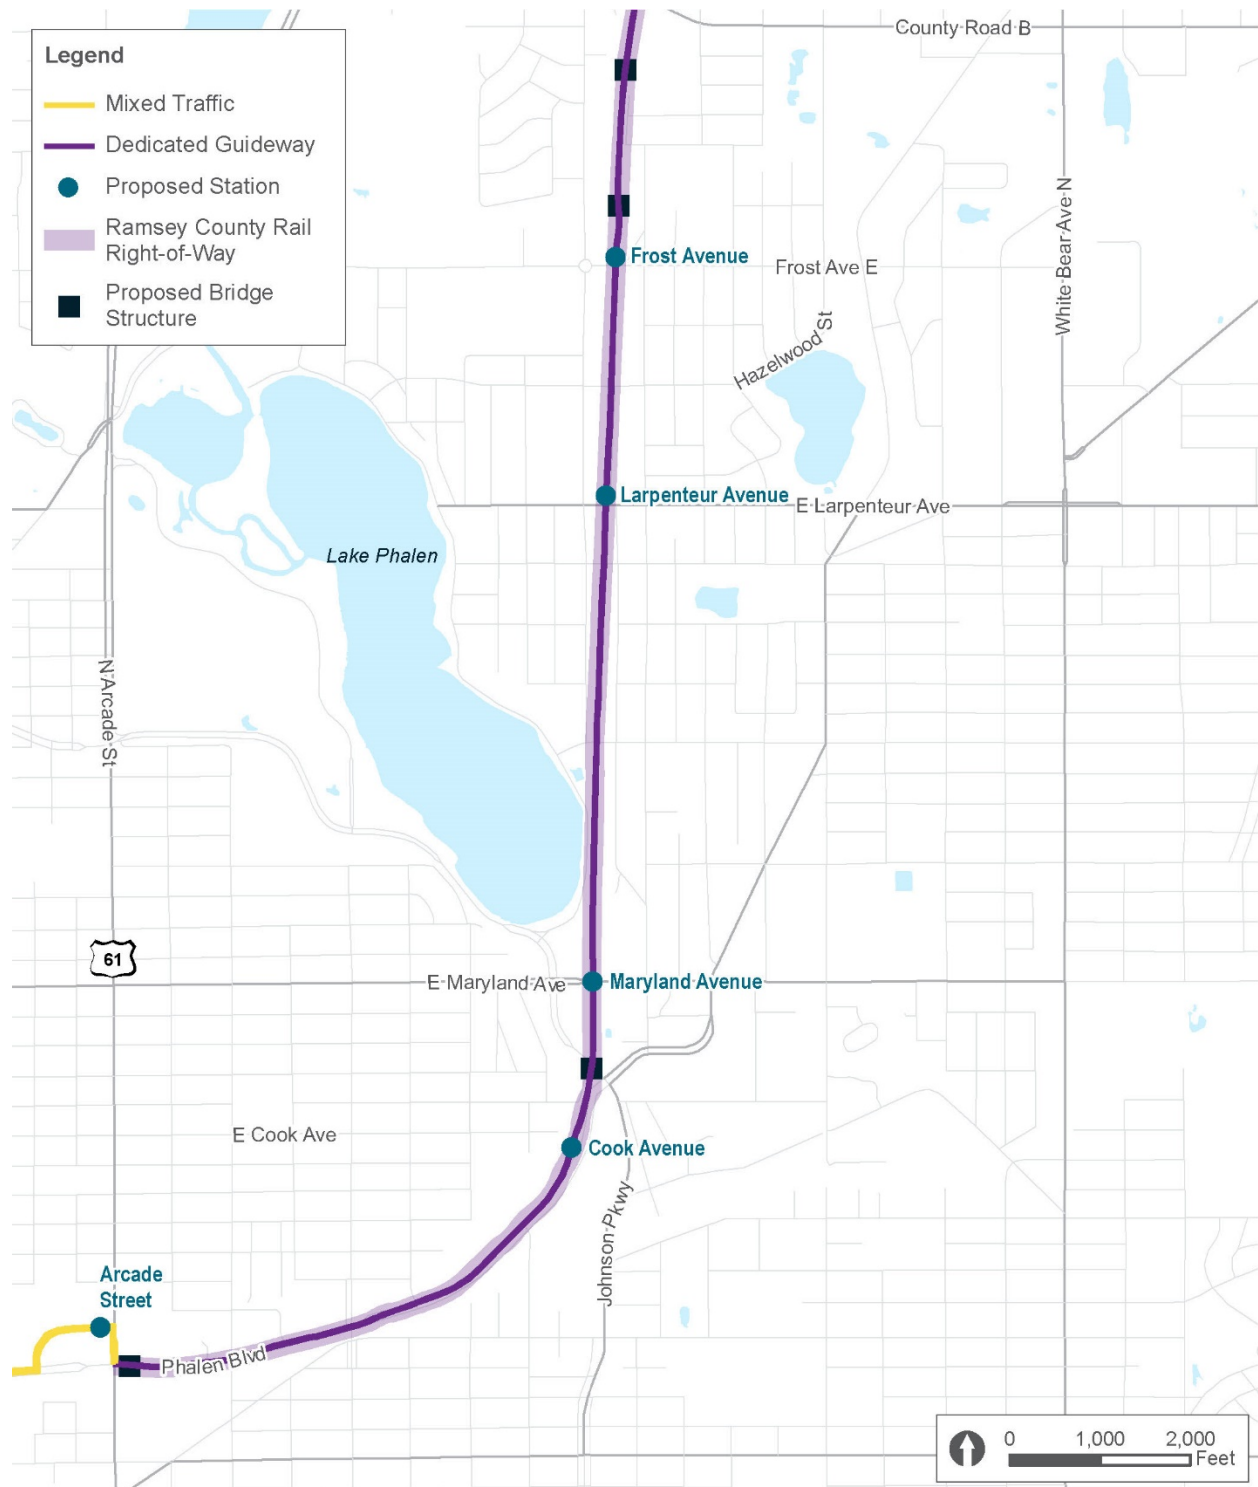 Legend
Mixed Traffic
Dedicated Guideway
Proposed Station
Ramsey County Rail
Right-of-Way
Proposed Bridge
Structure
County Road B
White Bear Ave N
Frost Avenue
Frost Ave E
Hazelwood St
Larpenteur Avenue
E Larpenteur Ave
Lake Phalen
N Arcade St
61
E Maryland Ave
Maryland Avenue
E Cook Ave
Cook Avenue
Johnson Pkwy
Arcade
Street
Phalen Blvd
0 1,000 2,000
Feet